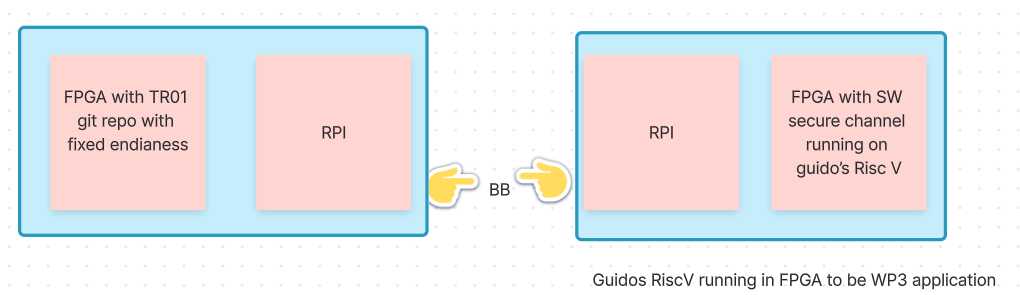 FPGA with TR01
git repo with
fixed endianess
RPI
BB
RPI
FPGA with SW
secure channel
running on
guido's Risc V
Guidos RiscV running in FPGA to be WP3 application